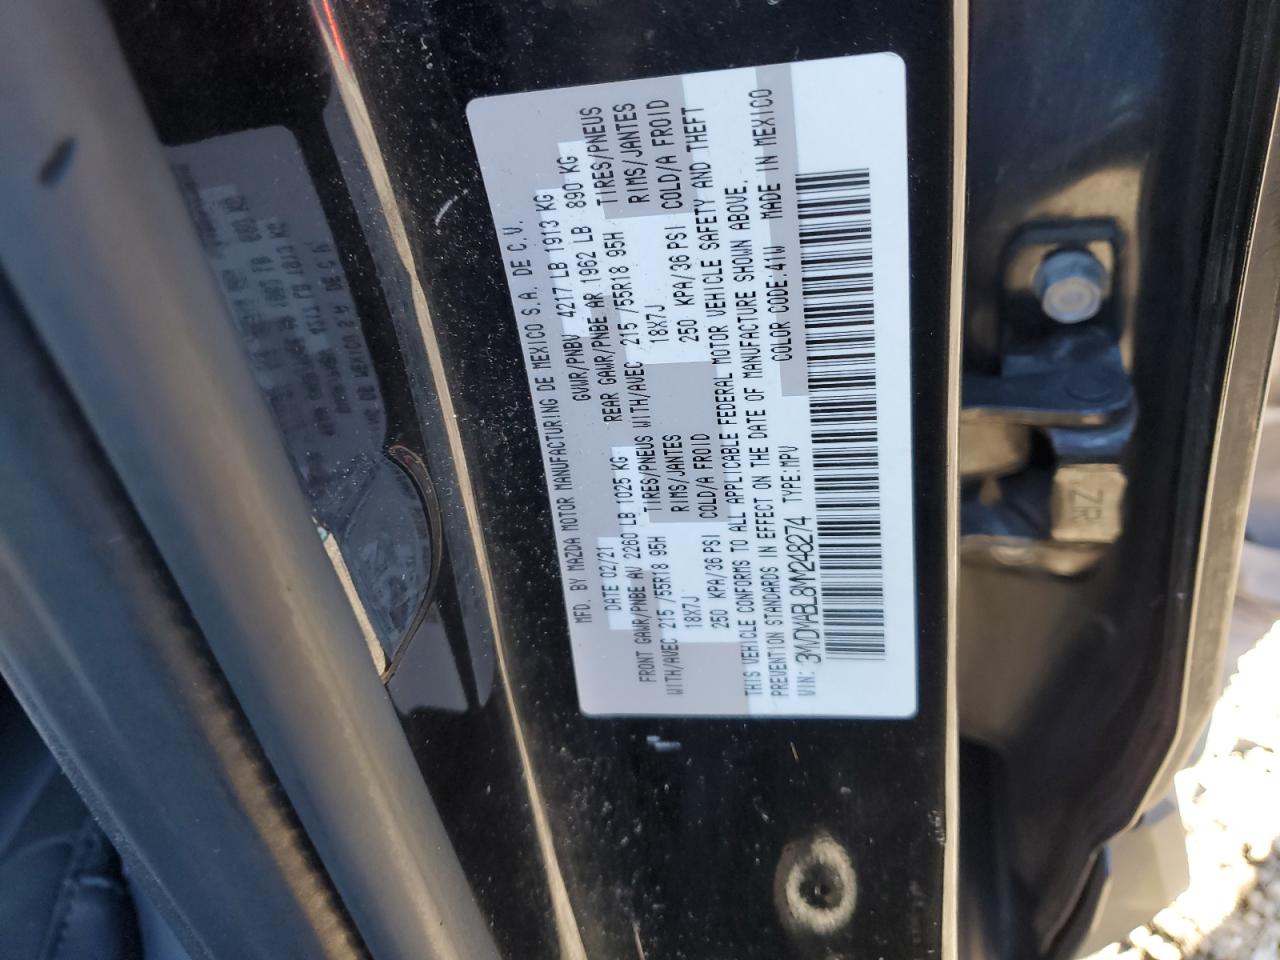 MFD. BY MAZDA MOTOR MANUFACTURING DE MEXICO S.A. DE C.V.
DATE 02/21 GVWR/PNBV 4217 LB 1913 KG
FRONT GAWR/PNBE AV 2260 LB 1025 KG REAR GAWR/PNBE AR 1962 LB 890 KG
WITH/AVEC 215 /55R18 95H TIRES/PNEUS WITH/AVEC 215 /55R18 95H TIRES/PNEUS
18X7J RIMS/JANTES 18X7J RIMS/JANTES
250 KPA/36 PSI COLD/A FROID 250 KPA/36 PSI COLD/A FROID
THIS VEHICLE CONFORMS TO ALL APPLICABLE FEDERAL MOTOR VEHICLE SAFETY AND THEFT
PREVENTION STANDARDS IN EFFECT ON THE DATE OF MANUFACTURE SHOWN ABOVE.
VIN: 3MVDMABL8MM248274 TYPE:MPV COLOR CODE:41W MADE IN MEXICO
ZR